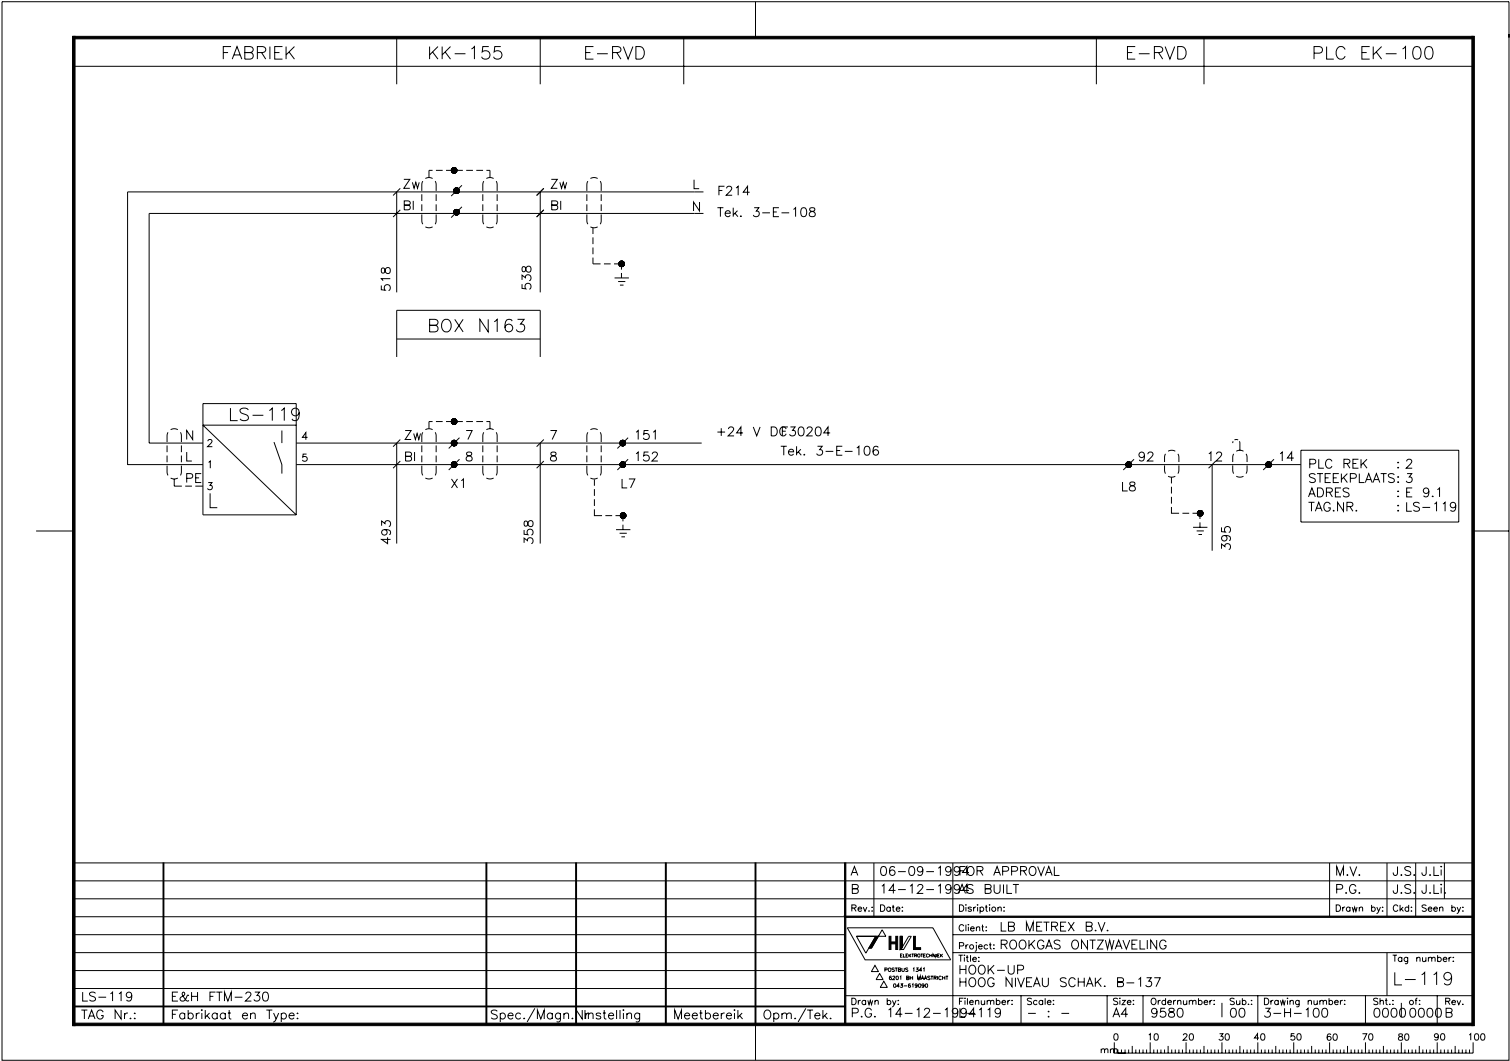 FABRIEK KK-155 E-RVD E-RVD PLC EK-100
Zw Zw L F214
Bl Bl N Tek. 3-E-108
518 538
BOX N163
LS-119
N 2 4 Zw 7 7 151 +24 V DC F30204
Tek. 3-E-106
L 1 5 Bl 8 8 152 92 12 14
PE 3 X1 L7 L8
L
493 358 395
PLC REK : 2
STEEKPLAATS: 3
ADRES : E 9.1
TAG.NR. : LS-119
A 06-09-1994 FOR APPROVAL M.V. J.S. J.Li
B 14-12-1994 AS BUILT P.G. J.S. J.Li.
Rev.: Date: Disription: Drawn by: Ckd: Seen by:
HVL
ELEKTROTECHNIEK
POSTBUS 1341
6201 BH MAASTRICHT
043-619090
Client: LB METREX B.V.
Project: ROOKGAS ONTZWAVELING
Title:
HOOK-UP
HOOG NIVEAU SCHAK. B-137
Tag number:
L-119
Drawn by: Filenumber: Scale: Size: Ordernumber: Sub.: Drawing number: Sht.: of: Rev.
P.G. 14-12-1994 L-119 - : - A4 9580 00 3-H-100 0000 0000 B
LS-119 E&H FTM-230
TAG Nr.: Fabrikaat en Type: Spec./Magn.Nr. Instelling Meetbereik Opm./Tek.
mm 0 10 20 30 40 50 60 70 80 90 100